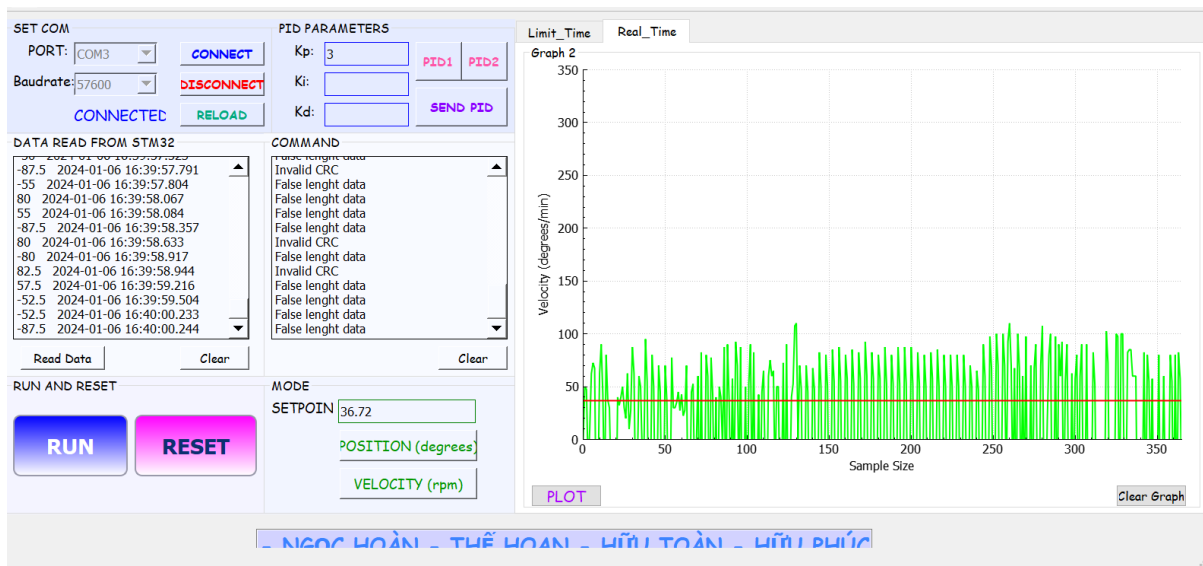 SET COM
PORT: COM3
CONNECT
Baudrate: 57600
DISCONNECT
CONNECTED
RELOAD
PID PARAMETERS
Kp: 3
Ki:
Kd:
PID1
PID2
SEND PID
DATA READ FROM STM32
-87.5 2024-01-06 16:39:57.791
-55 2024-01-06 16:39:57.804
80 2024-01-06 16:39:58.067
55 2024-01-06 16:39:58.084
-87.5 2024-01-06 16:39:58.357
80 2024-01-06 16:39:58.633
-80 2024-01-06 16:39:58.917
82.5 2024-01-06 16:39:58.944
57.5 2024-01-06 16:39:59.216
-52.5 2024-01-06 16:39:59.504
-52.5 2024-01-06 16:40:00.233
-87.5 2024-01-06 16:40:00.244
Read Data
Clear
COMMAND
False lenght data
Invalid CRC
False lenght data
False lenght data
False lenght data
False lenght data
Invalid CRC
False lenght data
Invalid CRC
False lenght data
False lenght data
False lenght data
False lenght data
Clear
RUN AND RESET
RUN
RESET
MODE
SETPOIN 36.72
POSITION (degrees)
VELOCITY (rpm)
Limit_Time
Real_Time
Graph 2
350
300
250
200
150
100
50
0
Velocity (degrees/min)
0 50 100 150 200 250 300 350
Sample Size
PLOT
Clear Graph
- NGỌC HOÀN - THẾ HOAN - HỮU TOÀN - HỮU PHÚC